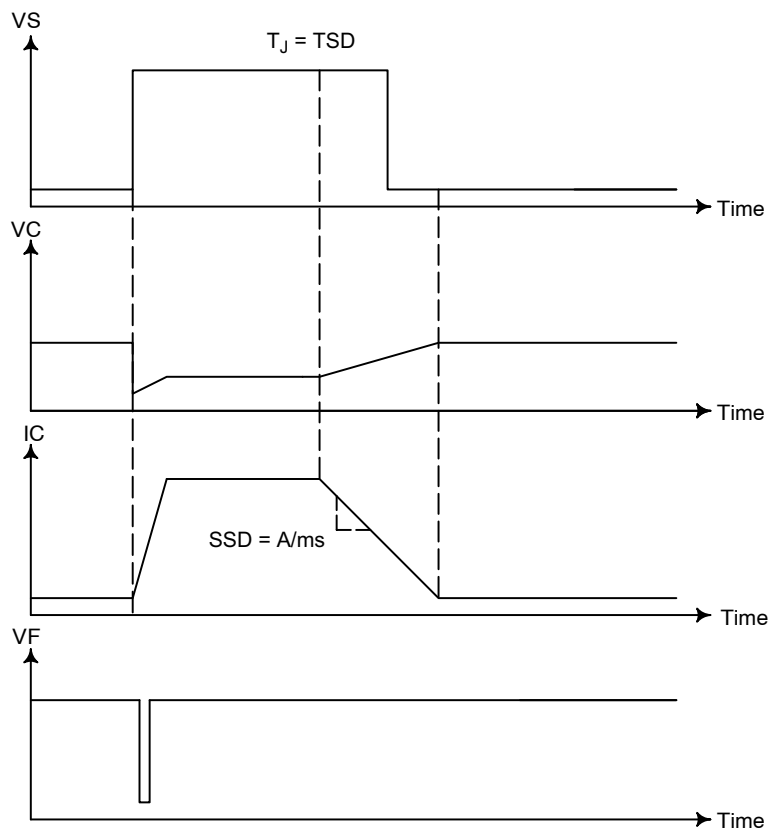 VS
T_J = TSD
Time
VC
Time
IC
SSD = A/ms
Time
VF
Time